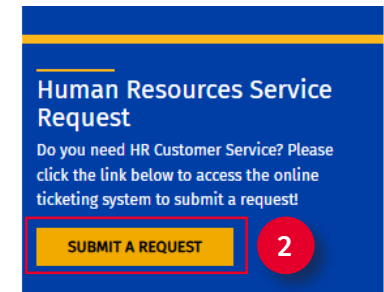 Human Resources Service
Request
Do you need HR Customer Service? Please
click the link below to access the online
ticketing system to submit a request!
SUBMIT A REQUEST
2